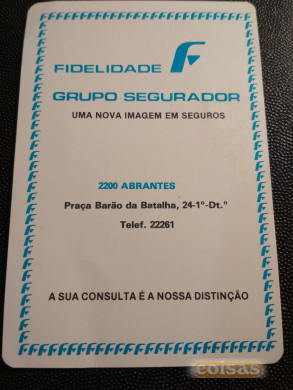 FIDELIDADE
GRUPO SEGURADOR
UMA NOVA IMAGEM EM SEGUROS
2200 ABRANTES
Praça Barão da Batalha, 24-1º-Dt.º
Telef. 22261
A SUA CONSULTA É A NOSSA DISTINÇÃO
coisas